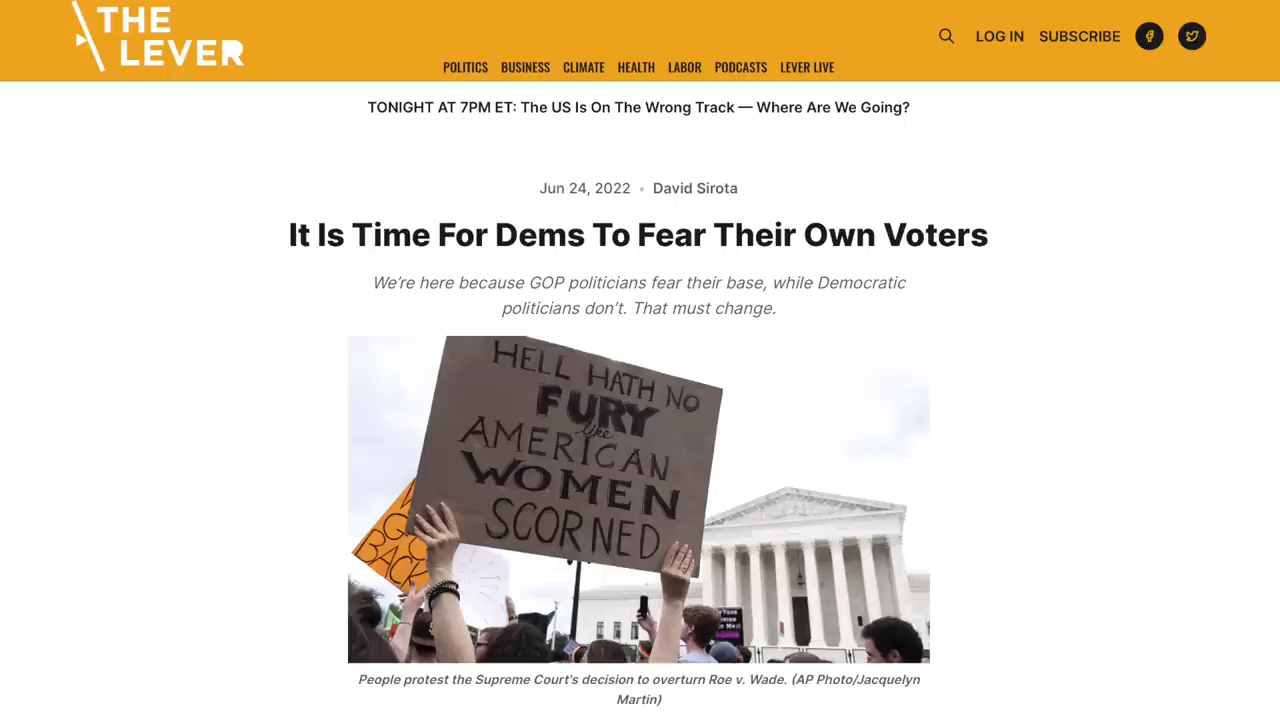 THE
LEVER
LOG IN SUBSCRIBE
POLITICS BUSINESS CLIMATE HEALTH LABOR PODCASTS LEVER LIVE
TONIGHT AT 7PM ET: The US Is On The Wrong Track — Where Are We Going?
Jun 24, 2022 • David Sirota
It Is Time For Dems To Fear Their Own Voters
We’re here because GOP politicians fear their base, while Democratic
politicians don’t. That must change.
HELL HATH NO
FURY
like
AMERICAN
WOMEN
SCORNED
GO
BACK
People protest the Supreme Court's decision to overturn Roe v. Wade. (AP Photo/Jacquelyn
Martin)